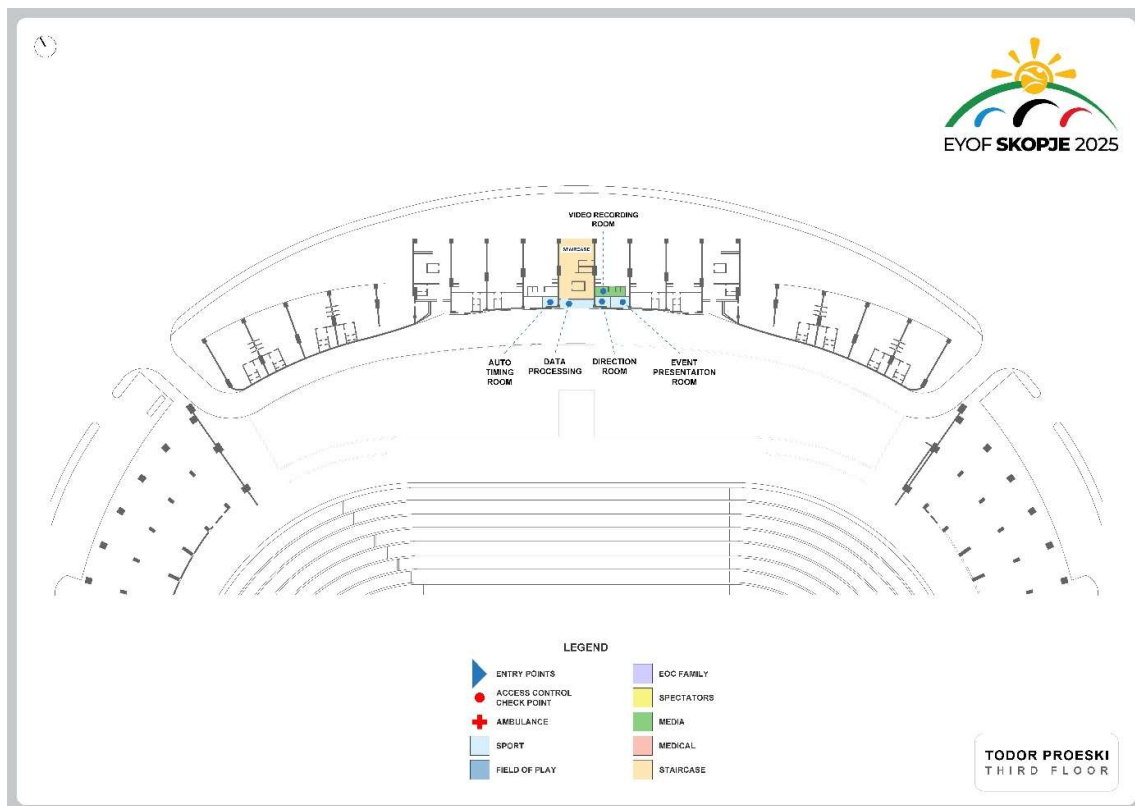 EYOF SKOPJE 2025
VIDEO RECORDING
ROOM
STAIRCASE
AUTO
TIMING
ROOM
DATA
PROCESSING
DIRECTION
ROOM
EVENT
PRESENTAITON
ROOM
LEGEND
ENTRY POINTS
ACCESS CONTROL
CHECK POINT
AMBULANCE
SPORT
FIELD OF PLAY
EOC FAMILY
SPECTATORS
MEDIA
MEDICAL
STAIRCASE
TODOR PROESKI
THIRD FLOOR